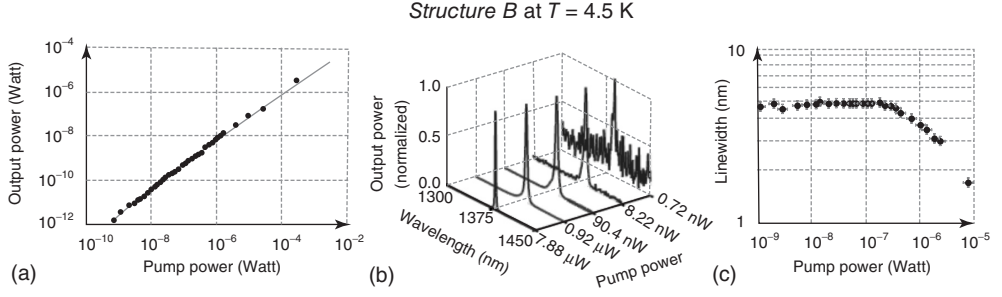 Structure B at T = 4.5 K
Output power (Watt)
10⁻⁴
10⁻⁶
10⁻⁸
10⁻¹⁰
10⁻¹²
10⁻¹⁰
10⁻⁸
10⁻⁶
10⁻⁴
10⁻²
(a)
Pump power (Watt)
Output power
(normalized)
1.0
0.5
0.0
1300
1375
1450
Wavelength (nm)
7.88 µW
0.92 µW
90.4 nW
8.22 nW
0.72 nW
Pump power
(b)
Linewidth (nm)
10
1
10⁻⁹
10⁻⁸
10⁻⁷
10⁻⁶
10⁻⁵
(c)
Pump power (Watt)